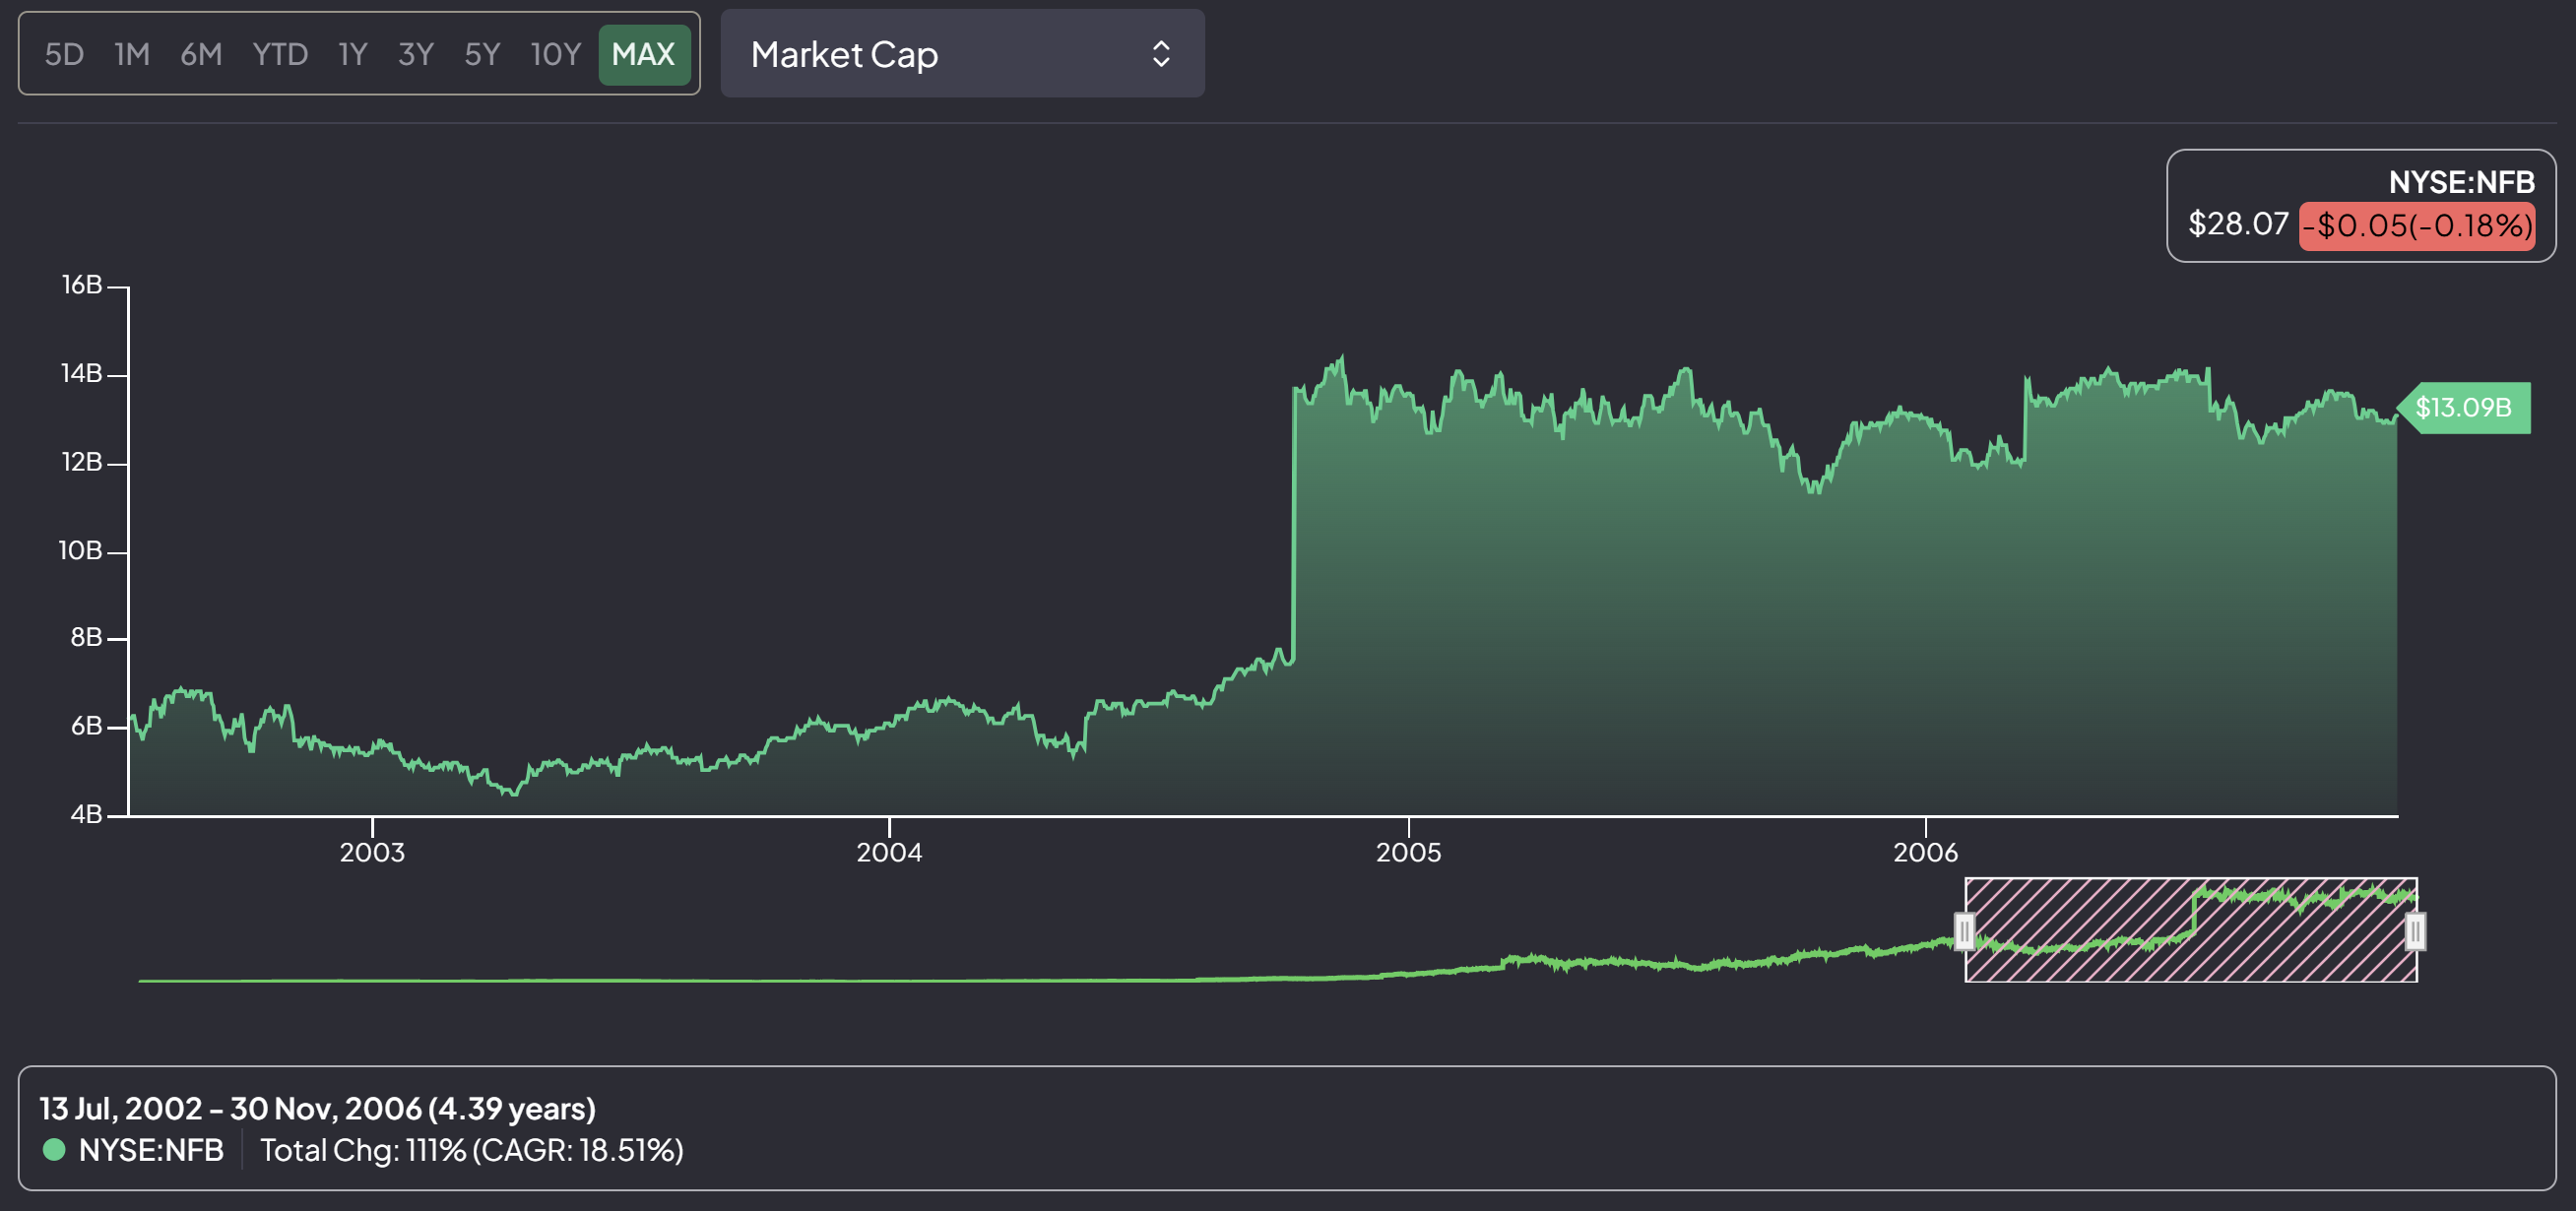 5D 1M 6M YTD 1Y 3Y 5Y 10Y MAX Market Cap
NYSE:NFB
$28.07 -$0.05(-0.18%)
16B
14B
$13.09B
12B
10B
8B
6B
4B
2003 2004 2005 2006
13 Jul, 2002 - 30 Nov, 2006 (4.39 years)
NYSE:NFB Total Chg: 111% (CAGR: 18.51%)